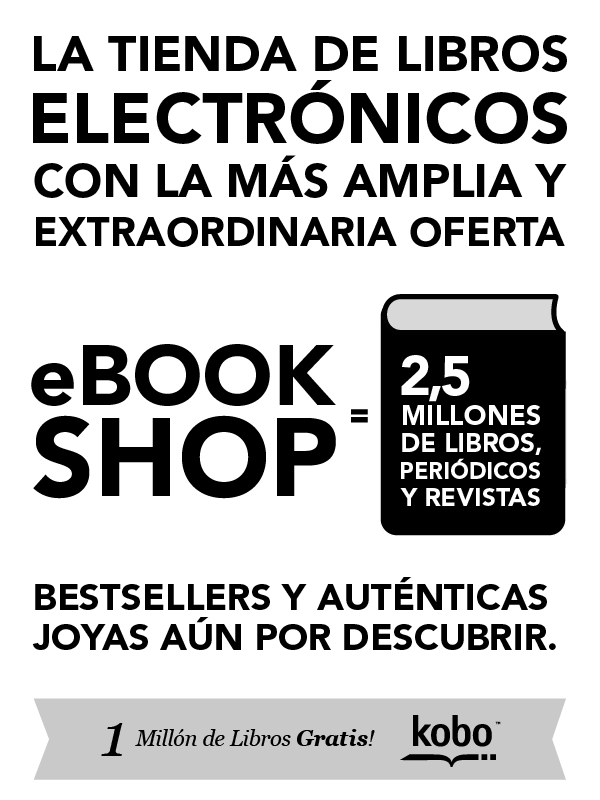 LA TIENDA DE LIBROS
ELECTRÓNICOS
CON LA MÁS AMPLIA Y
EXTRAORDINARIA OFERTA
eBOOK
SHOP
=
2,5
MILLONES
DE LIBROS,
PERIÓDICOS
Y REVISTAS
BESTSELLERS Y AUTÉNTICAS
JOYAS AÚN POR DESCUBRIR.
1 Millón de Libros Gratis!
kobo™